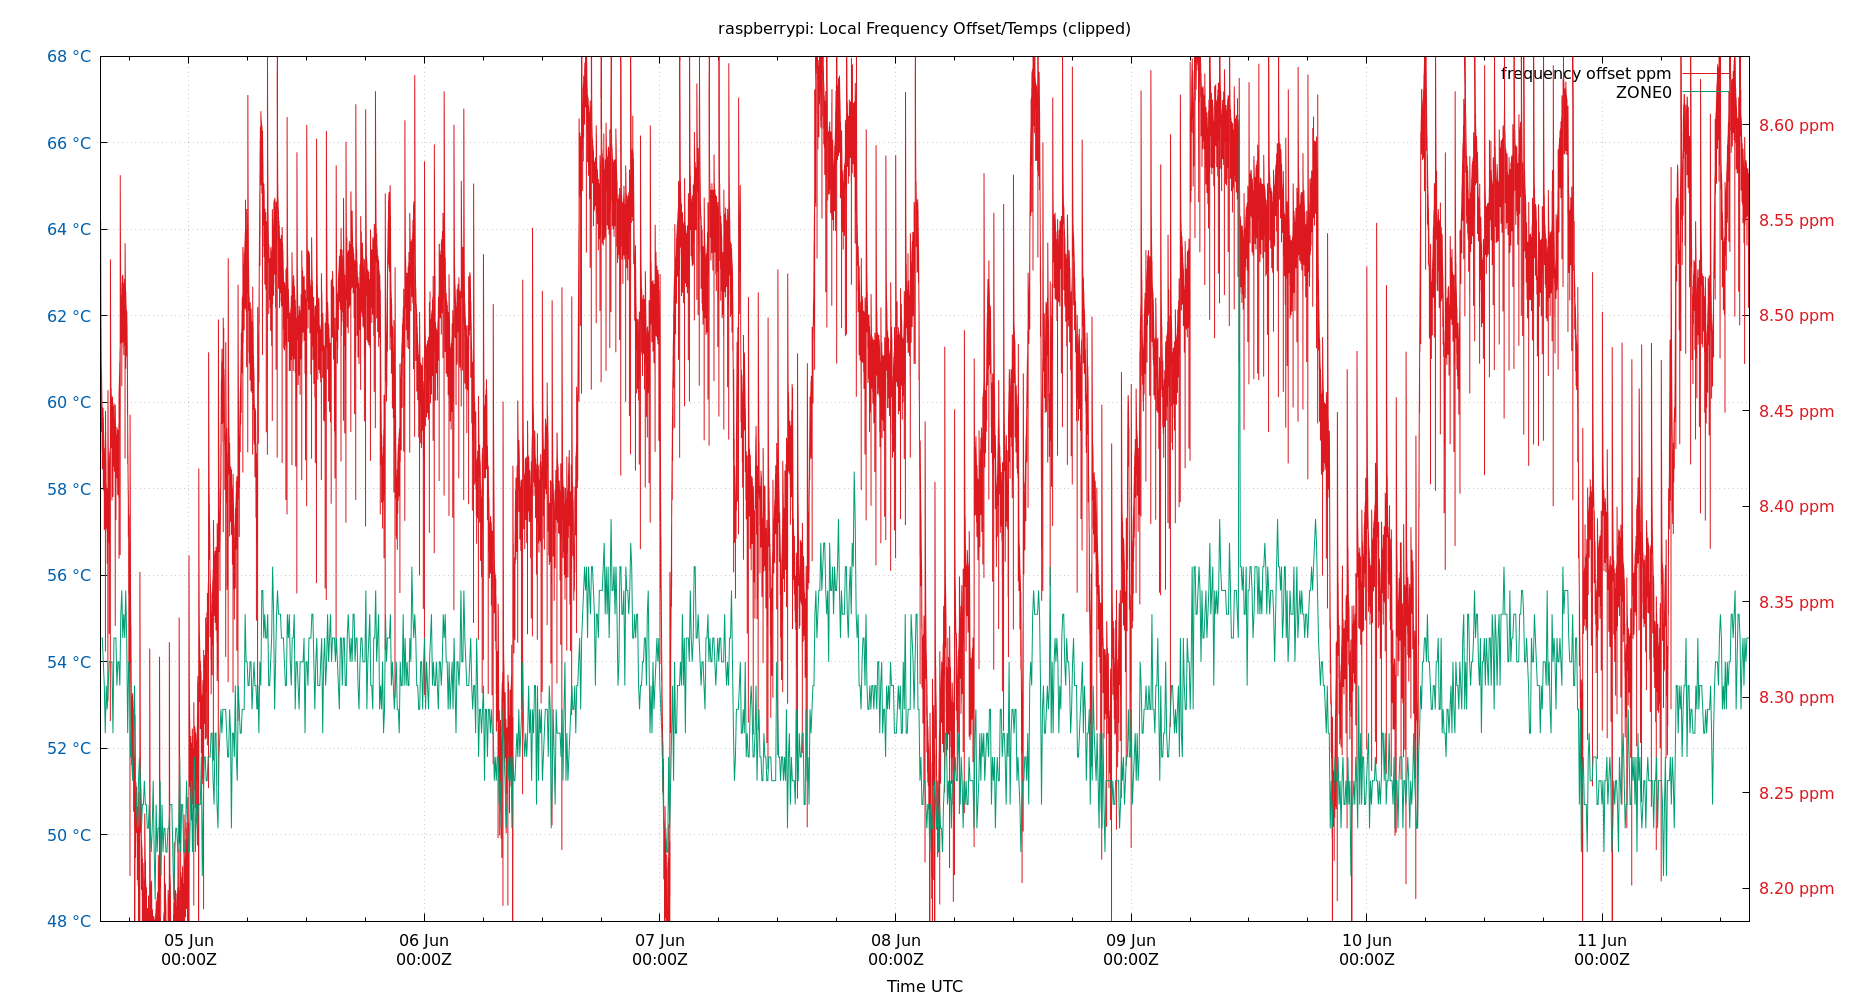 raspberrypi: Local Frequency Offset/Temps (clipped)
68 °C
66 °C
64 °C
62 °C
60 °C
58 °C
56 °C
54 °C
52 °C
50 °C
48 °C
frequency offset ppm
ZONE0
8.60 ppm
8.55 ppm
8.50 ppm
8.45 ppm
8.40 ppm
8.35 ppm
8.30 ppm
8.25 ppm
8.20 ppm
05 Jun
00:00Z
06 Jun
00:00Z
07 Jun
00:00Z
08 Jun
00:00Z
09 Jun
00:00Z
10 Jun
00:00Z
11 Jun
00:00Z
Time UTC